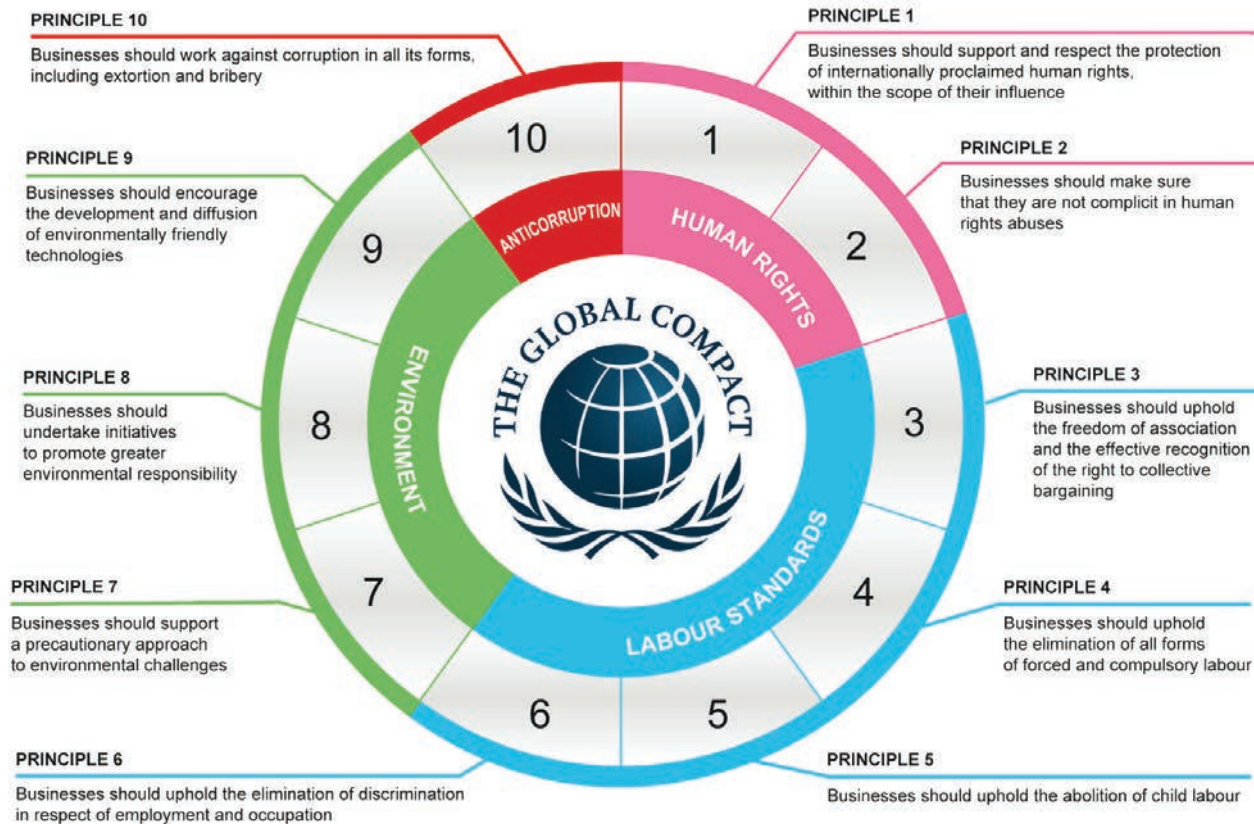 PRINCIPLE 1
Businesses should support and respect the protection
of internationally proclaimed human rights,
within the scope of their influence
PRINCIPLE 2
Businesses should make sure
that they are not complicit in human
rights abuses
PRINCIPLE 3
Businesses should uphold
the freedom of association
and the effective recognition
of the right to collective
bargaining
PRINCIPLE 4
Businesses should uphold
the elimination of all forms
of forced and compulsory labour
PRINCIPLE 5
Businesses should uphold the abolition of child labour
PRINCIPLE 6
Businesses should uphold the elimination of discrimination
in respect of employment and occupation
PRINCIPLE 7
Businesses should support
a precautionary approach
to environmental challenges
PRINCIPLE 8
Businesses should
undertake initiatives
to promote greater
environmental responsibility
PRINCIPLE 9
Businesses should encourage
the development and diffusion
of environmentally friendly
technologies
PRINCIPLE 10
Businesses should work against corruption in all its forms,
including extortion and bribery
1
2
3
4
5
6
7
8
9
10
HUMAN RIGHTS
LABOUR STANDARDS
ENVIRONMENT
ANTICORRUPTION
THE GLOBAL COMPACT